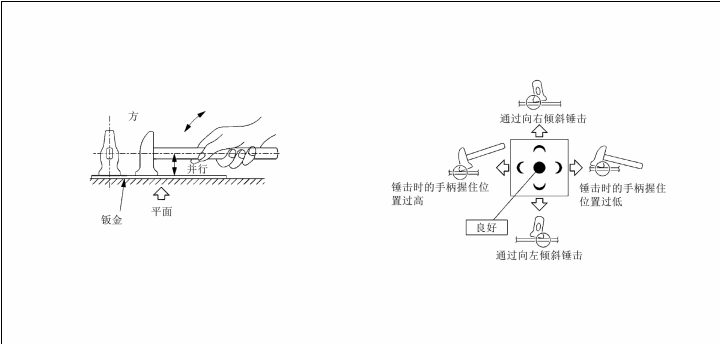 方
并行
钣金
平面
通过向右倾斜锤击
锤击时的手柄握住位
置过高
锤击时的手柄握住
位置过低
良好
通过向左倾斜锤击